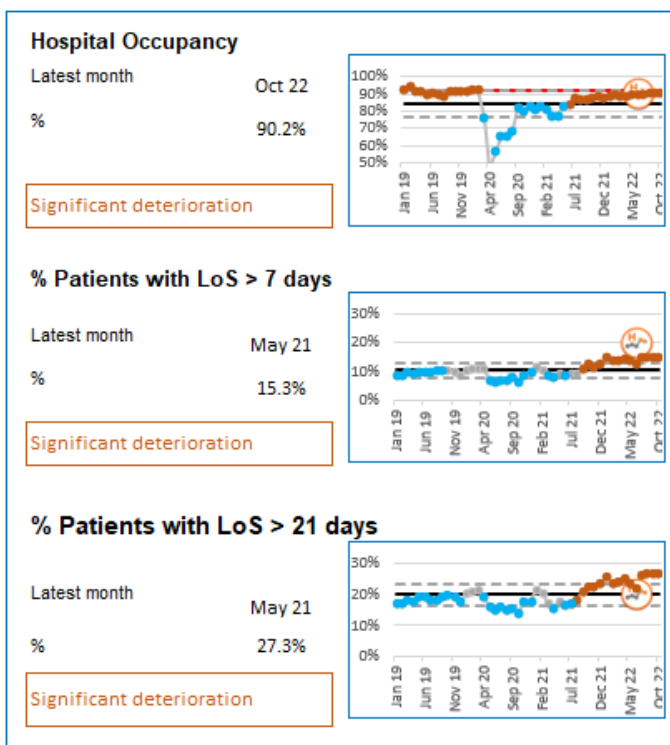 Hospital Occupancy
Latest month
Oct 22
%
90.2%
Significant deterioration
100%
90%
80%
70%
60%
50%
H
Jan 19
Jun 19
Nov 19
Apr 20
Sep 20
Feb 21
Jul 21
Dec 21
May 22
Oct 22
% Patients with LoS > 7 days
Latest month
May 21
%
15.3%
Significant deterioration
30%
20%
10%
0%
H
Jan 19
Jun 19
Nov 19
Apr 20
Sep 20
Feb 21
Jul 21
Dec 21
May 22
Oct 22
% Patients with LoS > 21 days
Latest month
May 21
%
27.3%
Significant deterioration
30%
20%
10%
0%
Jan 19
Jun 19
Nov 19
Apr 20
Sep 20
Feb 21
Jul 21
Dec 21
May 22
Oct 22